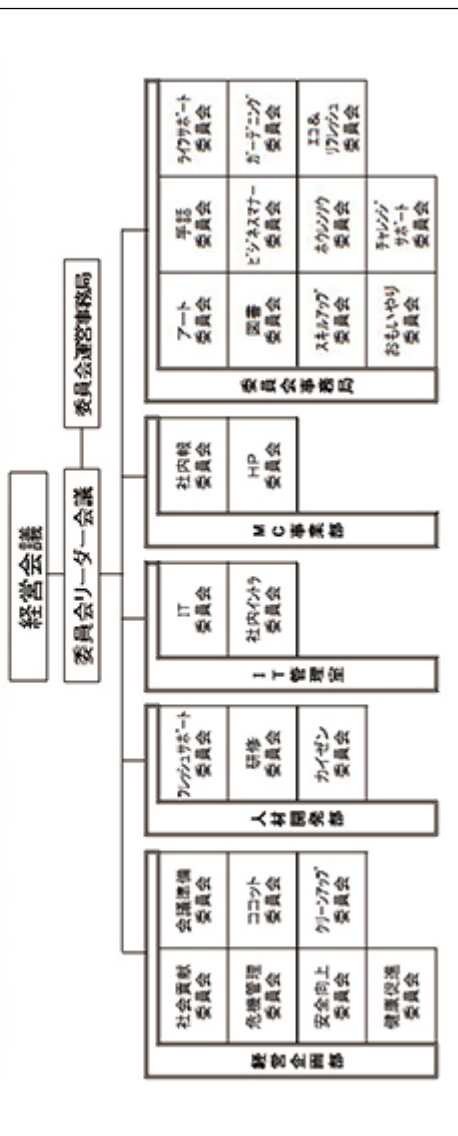 経営会議
委員会リーダー会議
委員会運営事務局
経営企画部
社会貢献
委員会
会議準備
委員会
危機管理
委員会
ココット
委員会
安全向上
委員会
クリーンアップ
委員会
健康促進
委員会
人材開発部
フレッシュサポート
委員会
研修
委員会
カイゼン
委員会
IT管理室
IT
委員会
社内イントラ
委員会
MC事業部
社内報
委員会
HP
委員会
委員会事務局
アート
委員会
手話
委員会
ライフサポート
委員会
図書
委員会
ビジネスマナー
委員会
ガーデニング
委員会
スキルアップ
委員会
ホウレンソウ
委員会
エコ&
リフレッシュ
委員会
おもいやり
委員会
チャレンジ
サポート
委員会